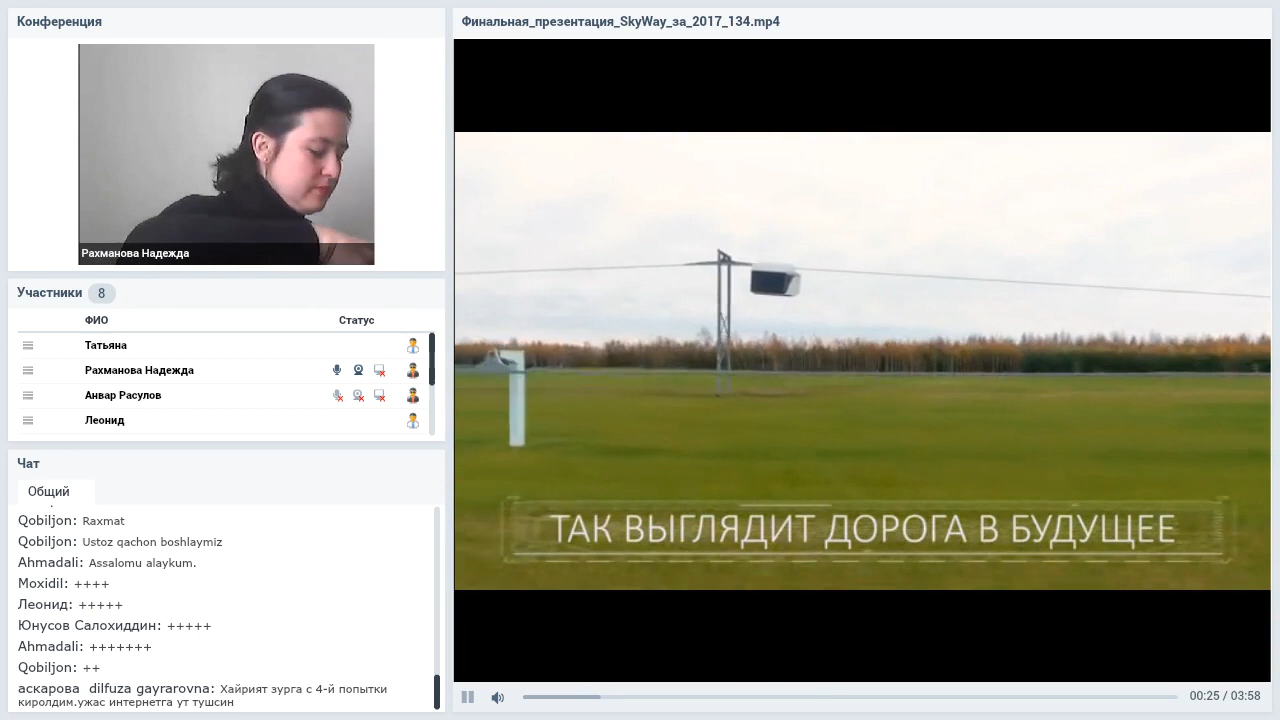 Конференция
Рахманова Надежда
Участники 8
ФИО Статус
Татьяна
Рахманова Надежда
Анвар Расулов
Леонид
Чат
Общий
Qobiljon: Raxmat
Qobiljon: Ustoz qachon boshlaymiz
Ahmadali: Assalomu alaykum.
Moxidil: ++++
Леонид: +++++
Юнусов Салохиддин: +++++
Ahmadali: +++++++
Qobiljon: ++
аскарова dilfuza gayrarovna: Хайрият зурга с 4-й попытки
киролдим.ужас интернетга ут тушсин
Финальная_презентация_SkyWay_за_2017_134.mp4
ТАК ВЫГЛЯДИТ ДОРОГА В БУДУЩЕЕ
00:25 / 03:58